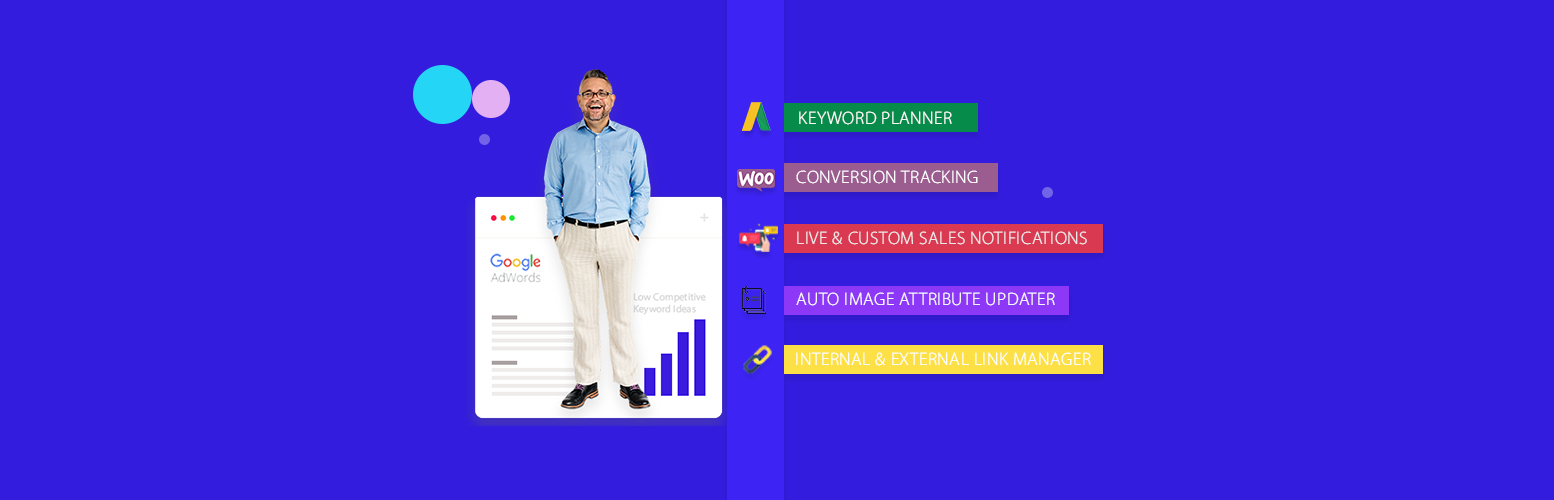 Google
AdWords
Low Competitive
Keyword Ideas
KEYWORD PLANNER
WOO
CONVERSION TRACKING
LIVE & CUSTOM SALES NOTIFICATIONS
AUTO IMAGE ATTRIBUTE UPDATER
INTERNAL & EXTERNAL LINK MANAGER